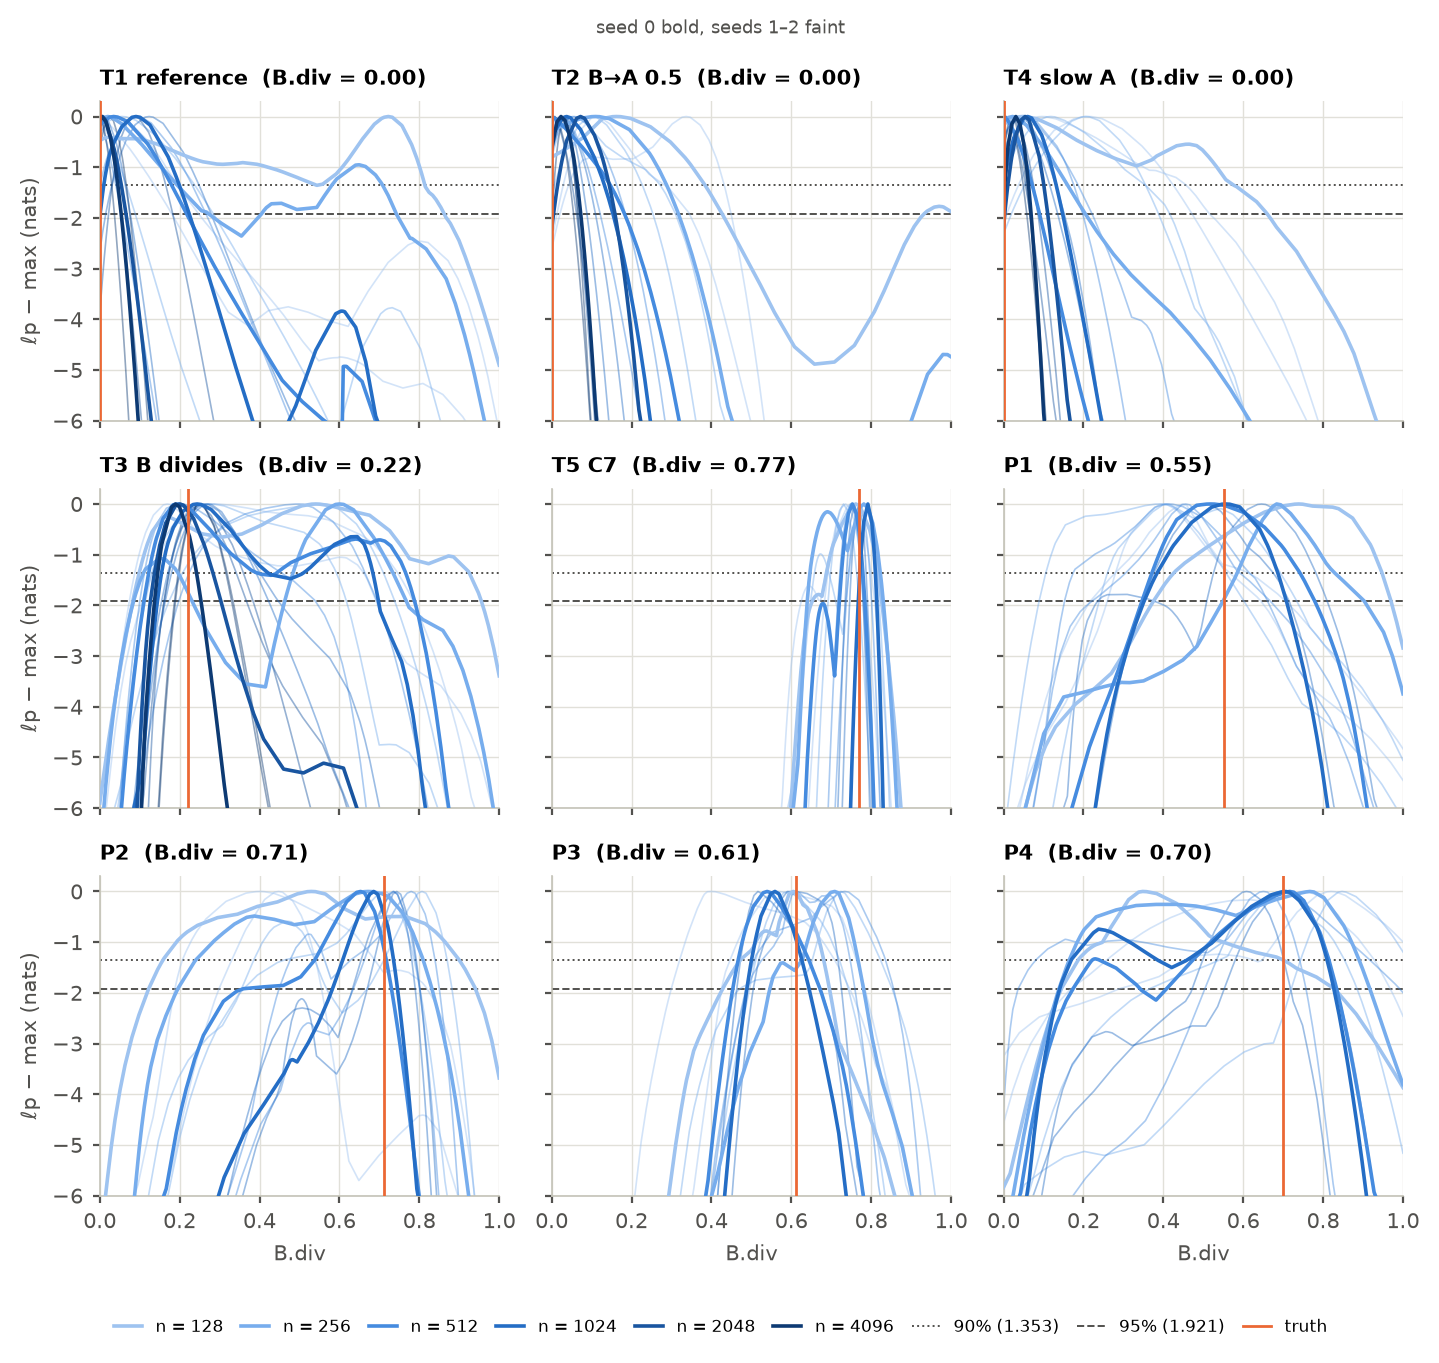 seed 0 bold, seeds 1–2 faint
T1 reference (B.div = 0.00)
T2 B→A 0.5 (B.div = 0.00)
T4 slow A (B.div = 0.00)
ℓp − max (nats)
0
−1
−2
−3
−4
−5
−6
T3 B divides (B.div = 0.22)
T5 C7 (B.div = 0.77)
P1 (B.div = 0.55)
ℓp − max (nats)
0
−1
−2
−3
−4
−5
−6
P2 (B.div = 0.71)
P3 (B.div = 0.61)
P4 (B.div = 0.70)
ℓp − max (nats)
0
−1
−2
−3
−4
−5
−6
0.0 0.2 0.4 0.6 0.8 1.0
0.0 0.2 0.4 0.6 0.8
0.0 0.2 0.4 0.6 0.8 1.0
B.div
B.div
B.div
n = 128 n = 256 n = 512 n = 1024 n = 2048 n = 4096 90% (1.353) 95% (1.921) truth